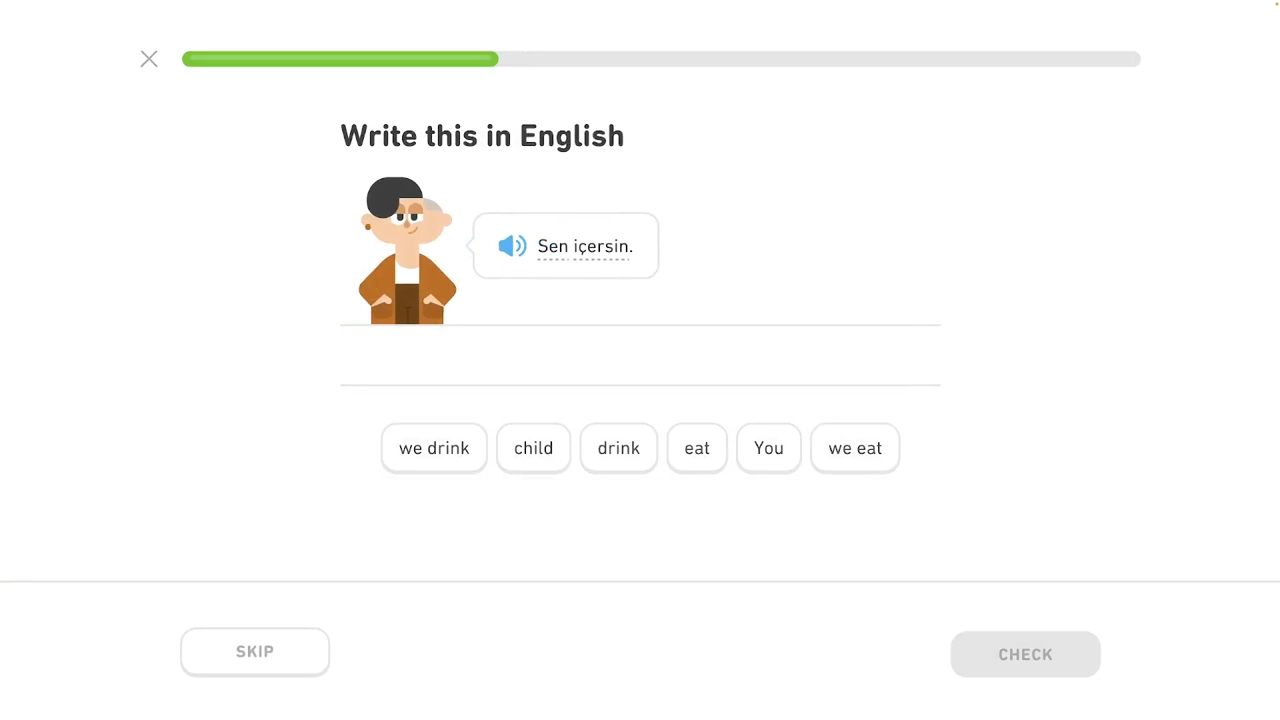 Write this in English
Sen içersin.
we drink child drink eat You we eat
SKIP CHECK